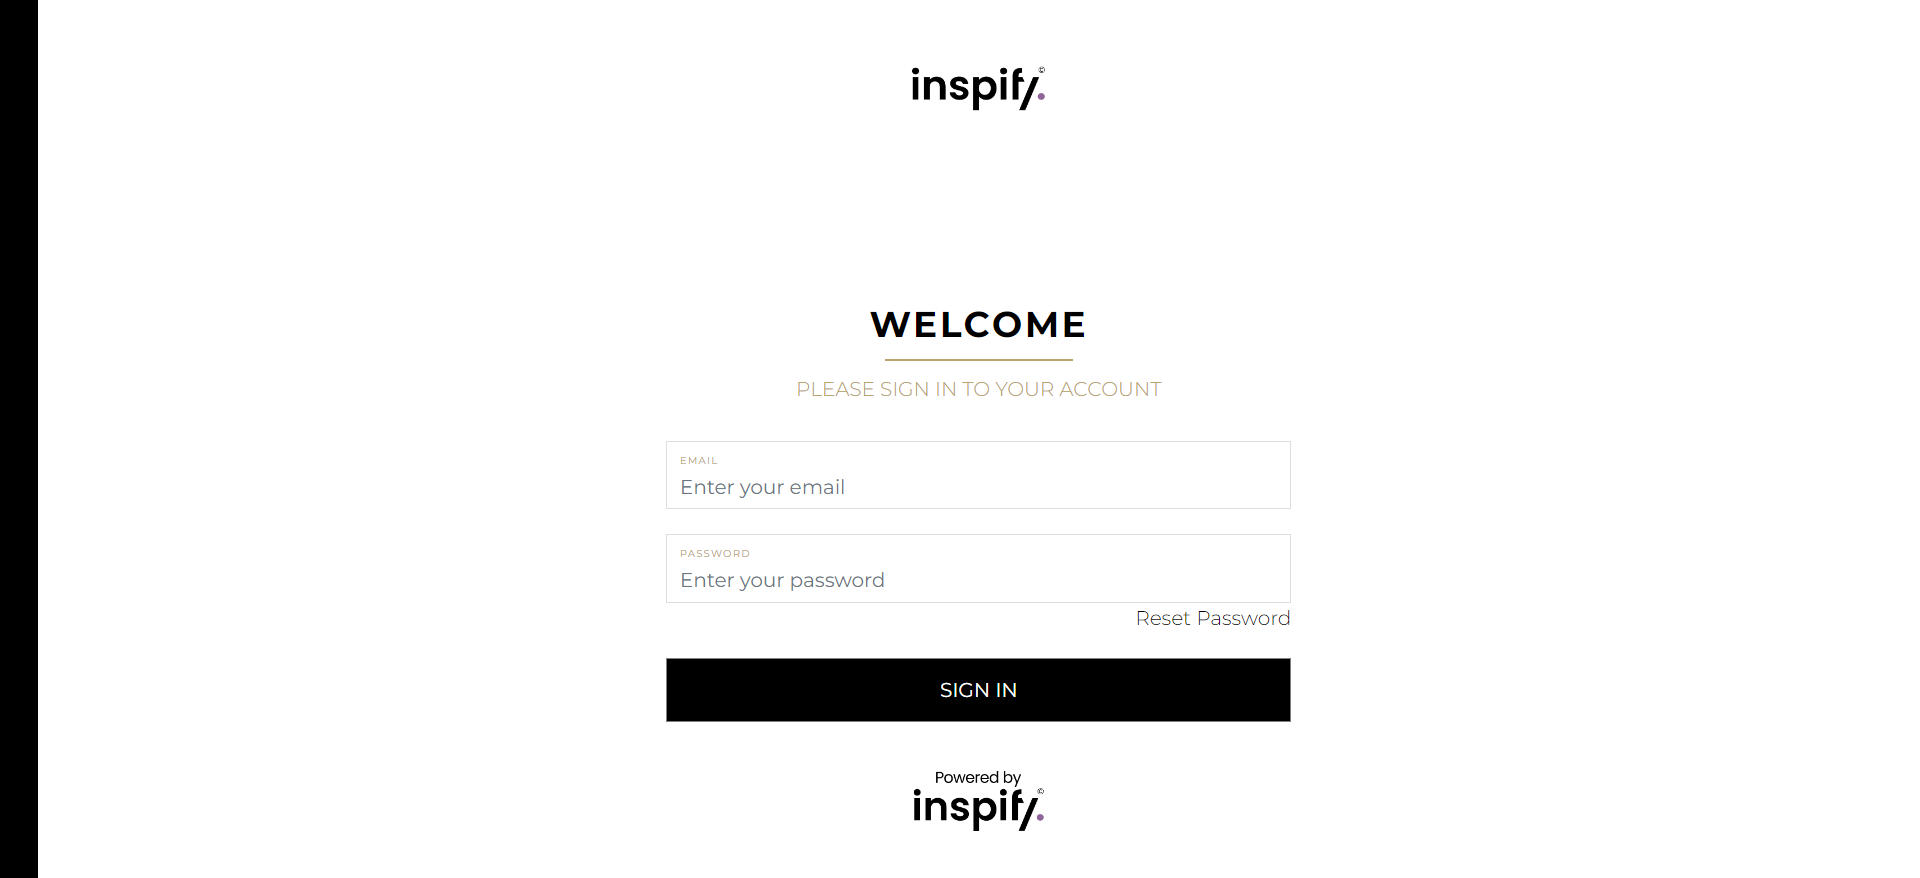 inspify.©
WELCOME
PLEASE SIGN IN TO YOUR ACCOUNT
EMAIL
Enter your email
PASSWORD
Enter your password
Reset Password
SIGN IN
Powered by
inspify.©